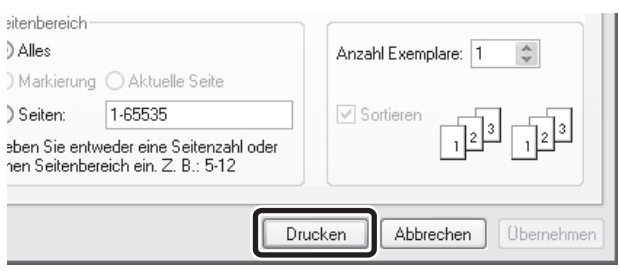 eitenbereich
Alles
Markierung Aktuelle Seite
Seiten: 1-65535
eben Sie entweder eine Seitenzahl oder
nen Seitenbereich ein. Z. B.: 5-12
Anzahl Exemplare: 1
Sortieren
1 2 3 1 2 3
Drucken Abbrechen Übernehmen